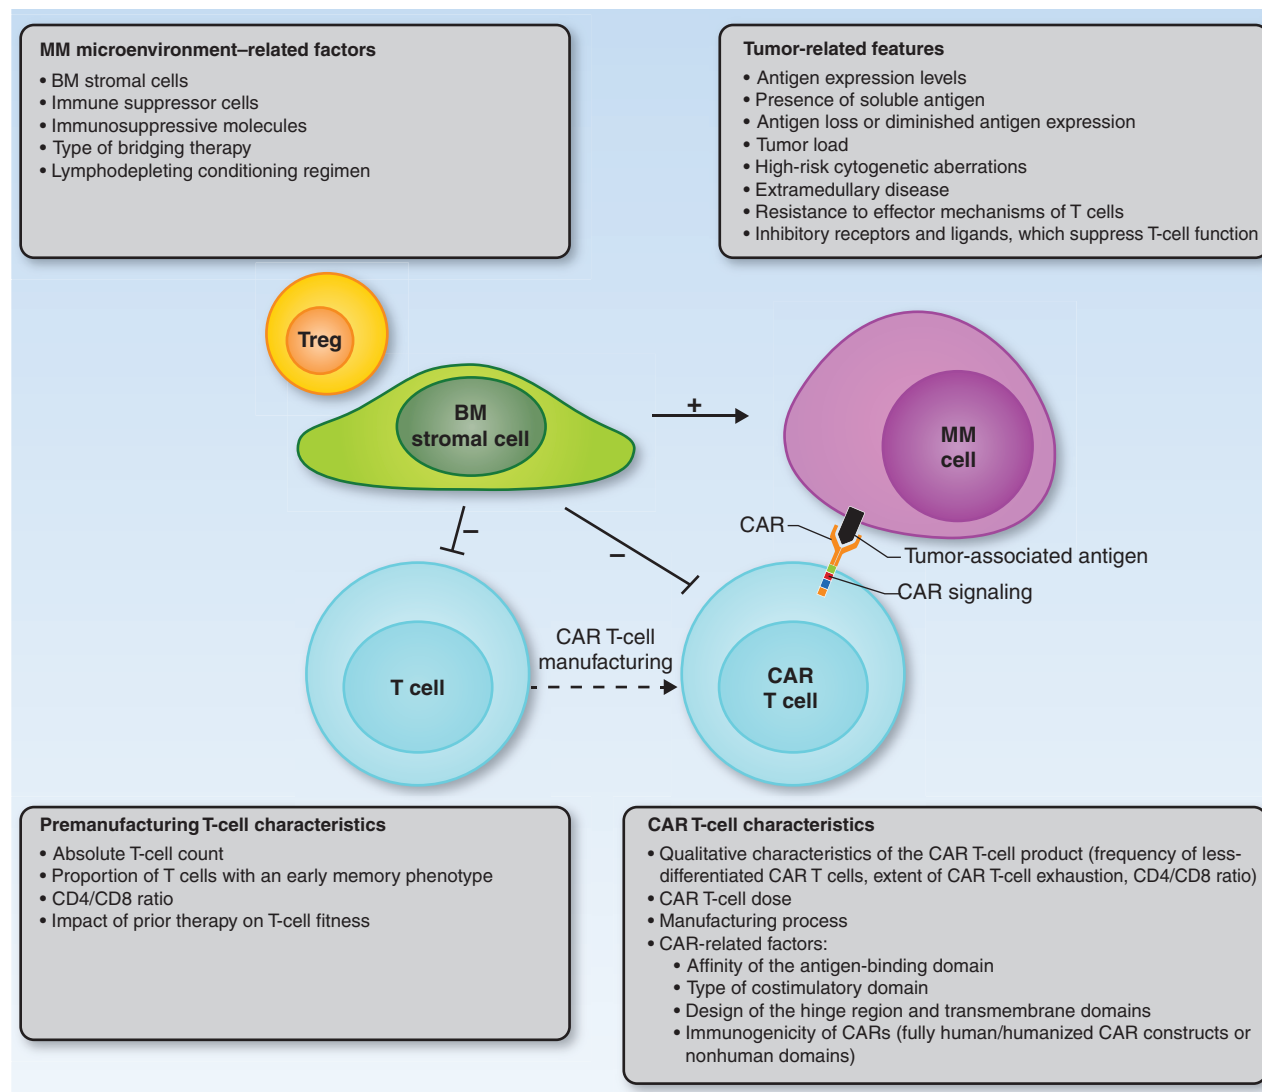 MM microenvironment–related factors
• BM stromal cells
• Immune suppressor cells
• Immunosuppressive molecules
• Type of bridging therapy
• Lymphodepleting conditioning regimen
Tumor-related features
• Antigen expression levels
• Presence of soluble antigen
• Antigen loss or diminished antigen expression
• Tumor load
• High-risk cytogenetic aberrations
• Extramedullary disease
• Resistance to effector mechanisms of T cells
• Inhibitory receptors and ligands, which suppress T-cell function
Treg
BM
stromal cell
+
MM
cell
–
–
CAR
Tumor-associated antigen
CAR signaling
T cell
CAR T-cell
manufacturing
CAR
T cell
Premanufacturing T-cell characteristics
• Absolute T-cell count
• Proportion of T cells with an early memory phenotype
• CD4/CD8 ratio
• Impact of prior therapy on T-cell fitness
CAR T-cell characteristics
• Qualitative characteristics of the CAR T-cell product (frequency of less-
differentiated CAR T cells, extent of CAR T-cell exhaustion, CD4/CD8 ratio)
• CAR T-cell dose
• Manufacturing process
• CAR-related factors:
• Affinity of the antigen-binding domain
• Type of costimulatory domain
• Design of the hinge region and transmembrane domains
• Immunogenicity of CARs (fully human/humanized CAR constructs or
nonhuman domains)